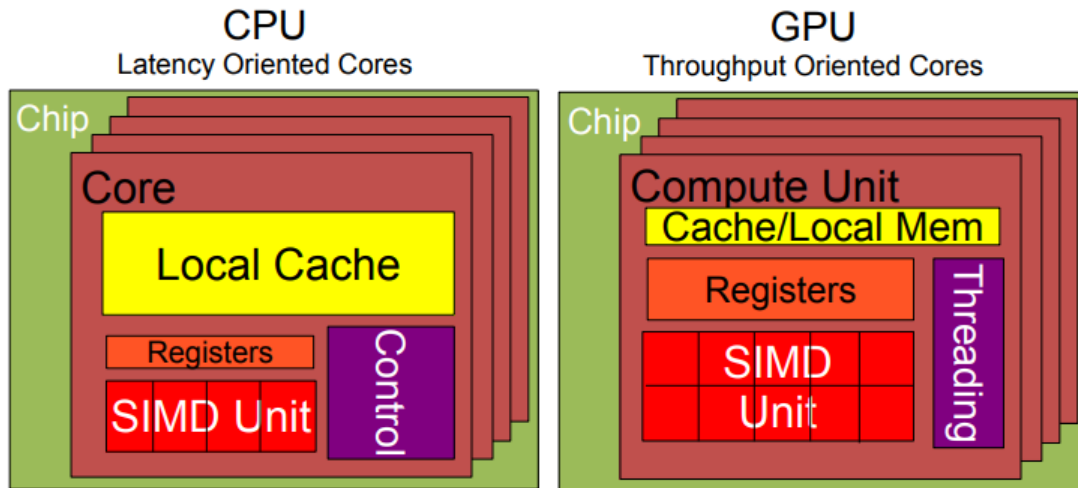 CPU
Latency Oriented Cores
Chip
Core
Local Cache
Registers
SIMD Unit
Control
GPU
Throughput Oriented Cores
Chip
Compute Unit
Cache/Local Mem
Registers
SIMD
Unit
Threading